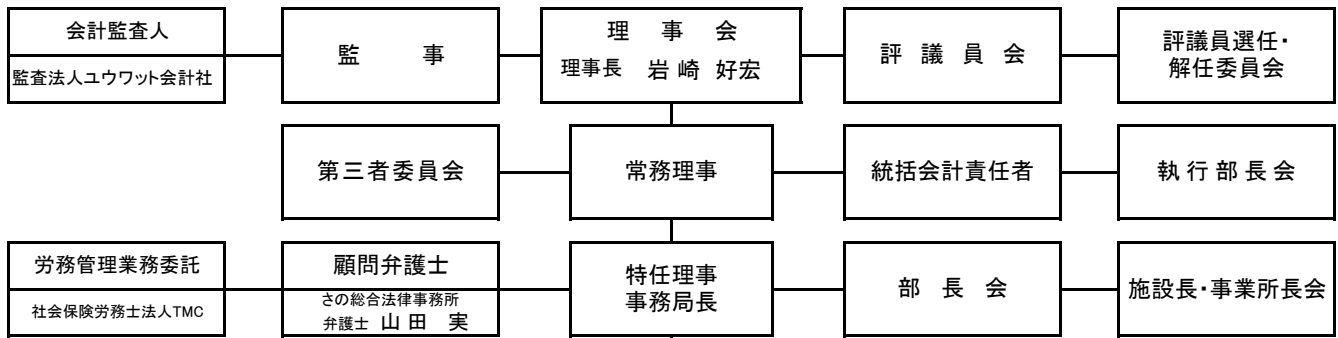 会計監査人
監査法人ユウワット会計社
監　事
理　事　会
理事長　岩 崎 好宏
評 議 員 会
評議員選任・
解任委員会
第三者委員会
常務理事
統括会計責任者
執 行 部 長 会
労務管理業務委託
社会保険労務士法人TMC
顧問弁護士
さの総合法律事務所
弁護士 山 田　実
特任理事
事務局長
部　長　会
施設長・事業所長会